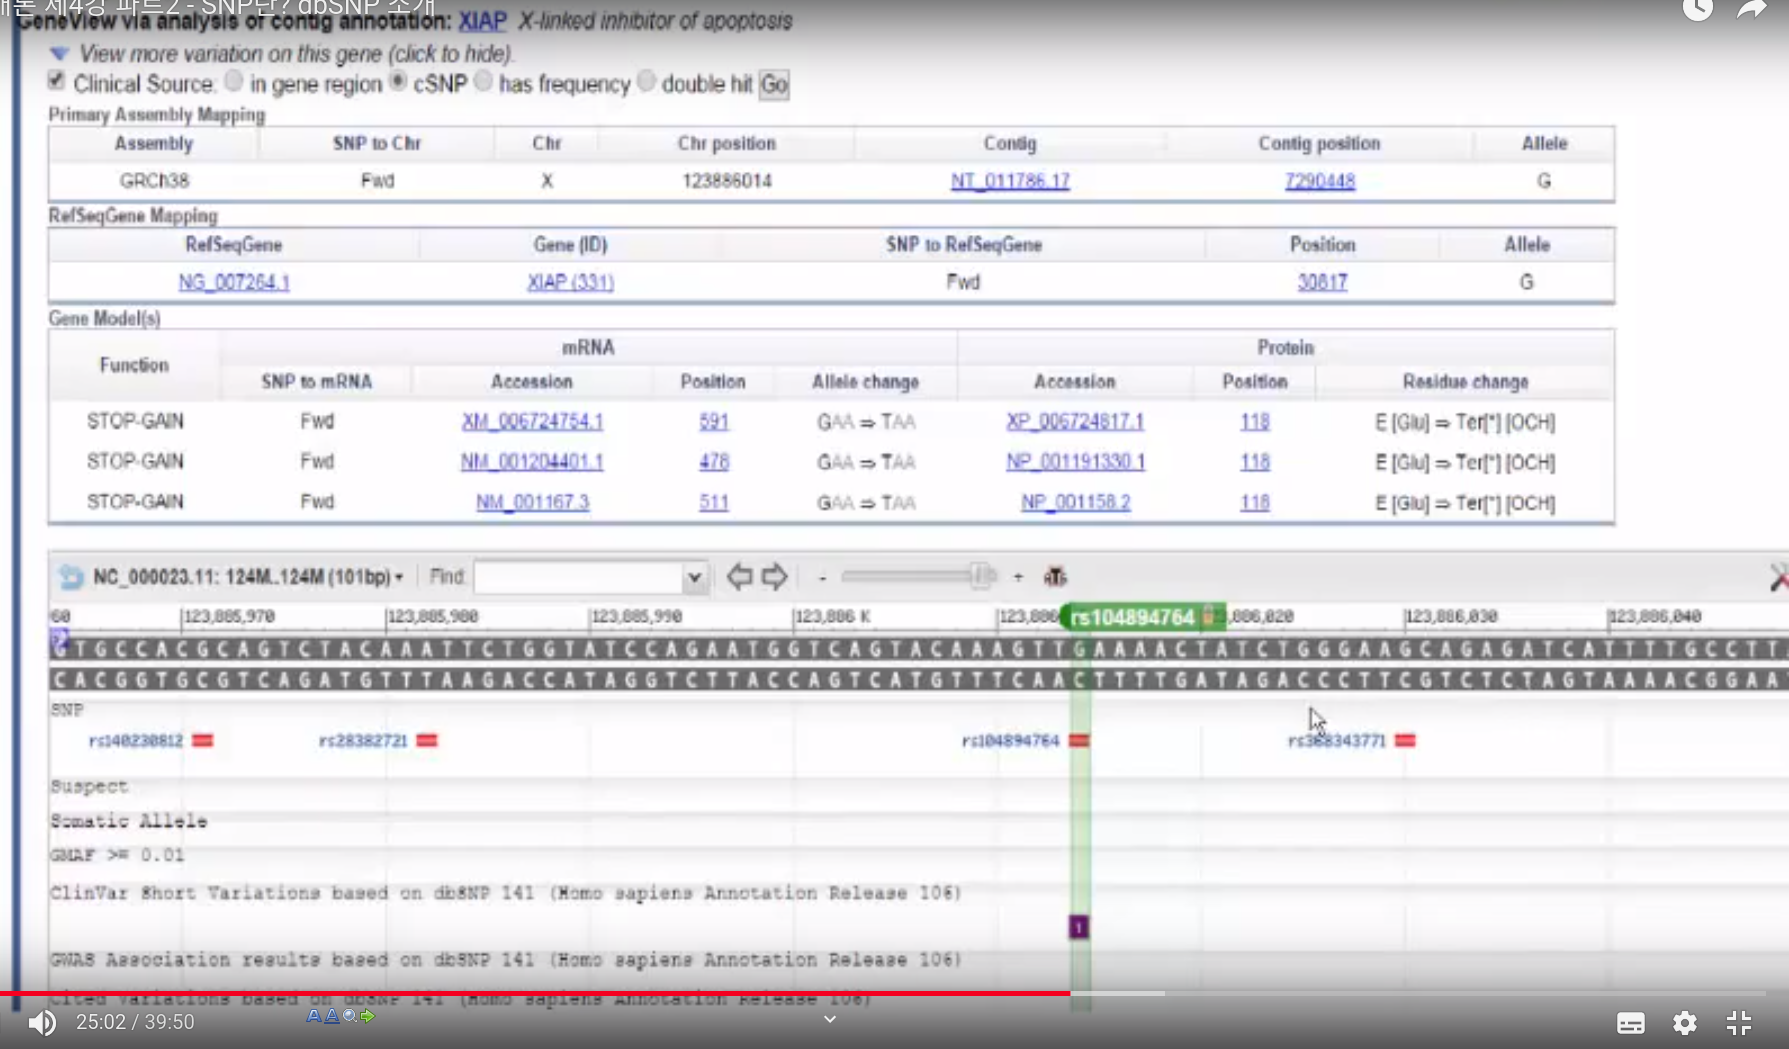 제4강 파트2 - SNP란? dbSNP 소개
GeneView via analysis of contig annotation: XIAP X-linked inhibitor of apoptosis
View more variation on this gene (click to hide).
Clinical Source: in gene region cSNP has frequency double hit Go
Primary Assembly Mapping
Assembly SNP to Chr Chr Chr position Contig Contig position Allele
GRCh38 Fwd X 123886014 NT_011786.17 7290448 G
RefSeqGene Mapping
RefSeqGene Gene (ID) SNP to RefSeqGene Position Allele
NG_007264.1 XIAP (331) Fwd 30817 G
Gene Model(s)
Function mRNA Protein
SNP to mRNA Accession Position Allele change Accession Position Residue change
STOP-GAIN Fwd XM_006724754.1 591 GAA ⇒ TAA XP_006724817.1 118 E [Glu] ⇒ Ter[*] [OCH]
STOP-GAIN Fwd NM_001204401.1 478 GAA ⇒ TAA NP_001191330.1 118 E [Glu] ⇒ Ter[*] [OCH]
STOP-GAIN Fwd NM_001167.3 511 GAA ⇒ TAA NP_001158.2 118 E [Glu] ⇒ Ter[*] [OCH]
NC_000023.11: 124M..124M (101bp) Find: - + ATG
60 123,885,970 123,885,980 123,885,990 123,886 K 123,886 rs104894764 ,886,020 123,886,030 123,886,040
G T G C C A C G C A G T C T A C A A A T T C T G G T A T C C A G A A T G G T C A G T A C A A A G T T G A A A A C T A T C T G G G A A G C A G A G A T C A T T T T G C C T T
C A C G G T G C G T C A G A T G T T T A A G A C C A T A G G T C T T A C C A G T C A T G T T T C A A C T T T T G A T A G A C C C T T C G T C T C T A G T A A A A C G G A A
SNP
rs140230812 rs28382721 rs104894764 rs368343771
Suspect
Somatic Allele
GMAF >= 0.01
ClinVar Short Variations based on dbSNP 141 (Homo sapiens Annotation Release 106)
1
GWAS Association results based on dbSNP 141 (Homo sapiens Annotation Release 106)
Cited Variations based on dbSNP 141 (Homo sapiens Annotation Release 106)
25:02 / 39:50